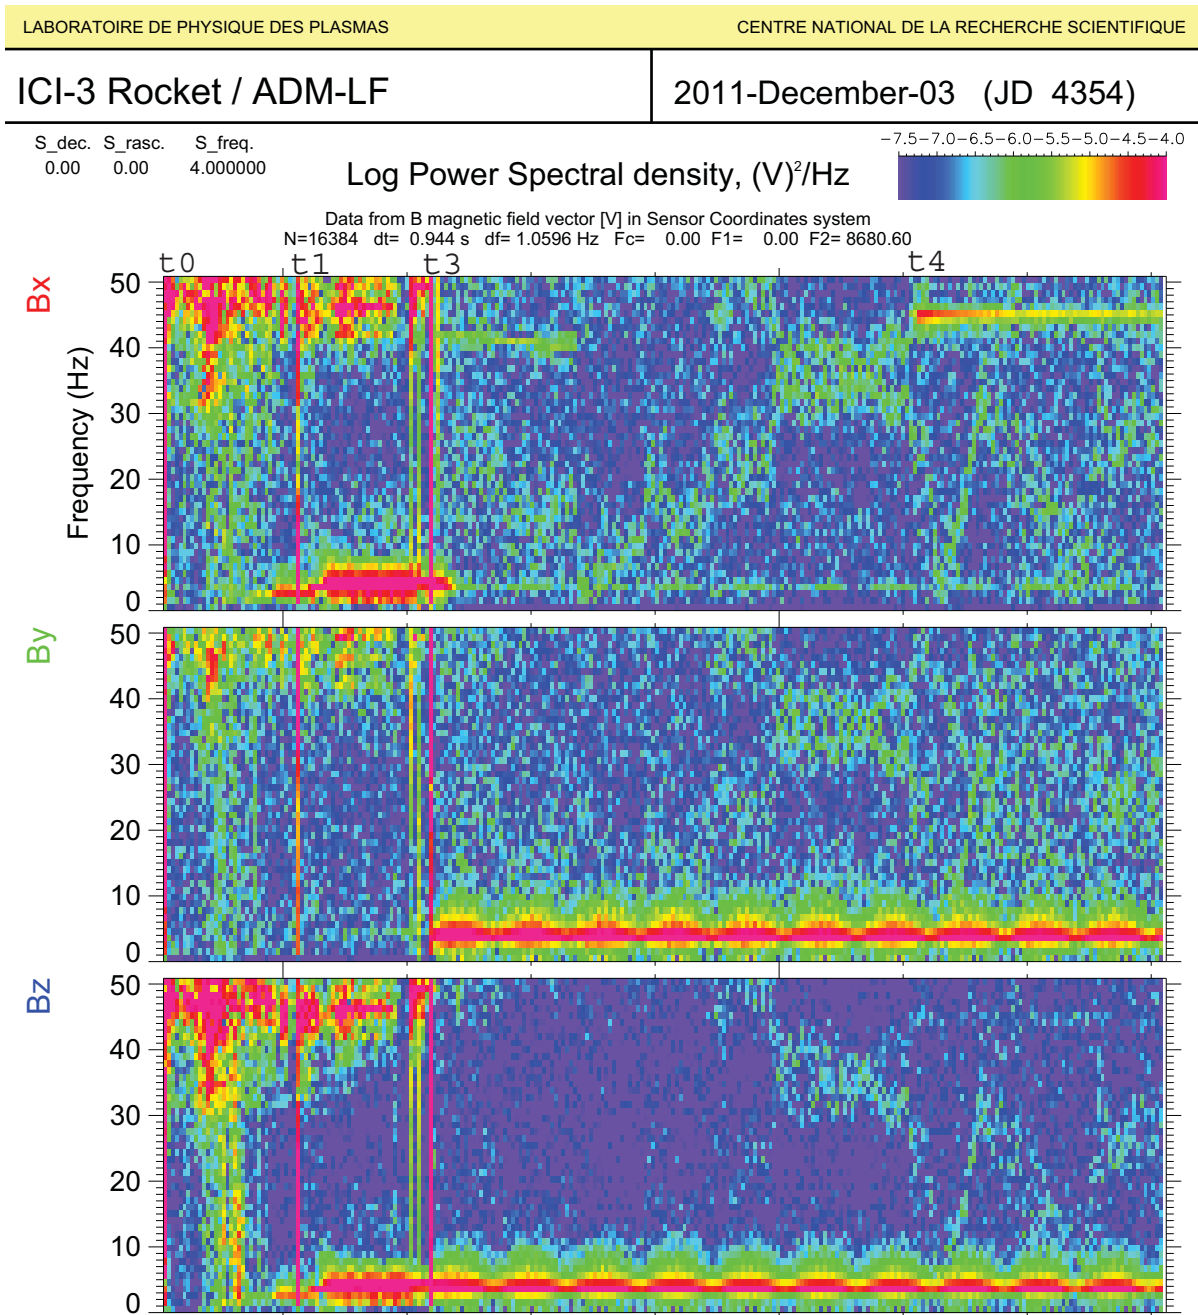 LABORATOIRE DE PHYSIQUE DES PLASMAS CENTRE NATIONAL DE LA RECHERCHE SCIENTIFIQUE
ICI-3 Rocket / ADM-LF 2011-December-03 (JD 4354)
S_dec. S_rasc. S_freq.
0.00 0.00 4.000000
-7.5-7.0-6.5-6.0-5.5-5.0-4.5-4.0
Log Power Spectral density, (V)²/Hz
Data from B magnetic field vector [V] in Sensor Coordinates system
N=16384 dt= 0.944 s df= 1.0596 Hz Fc= 0.00 F1= 0.00 F2= 8680.60
t0 t1 t3 t4
Bx
Frequency (Hz)
50
40
30
20
10
0
By
50
40
30
20
10
0
Bz
50
40
30
20
10
0